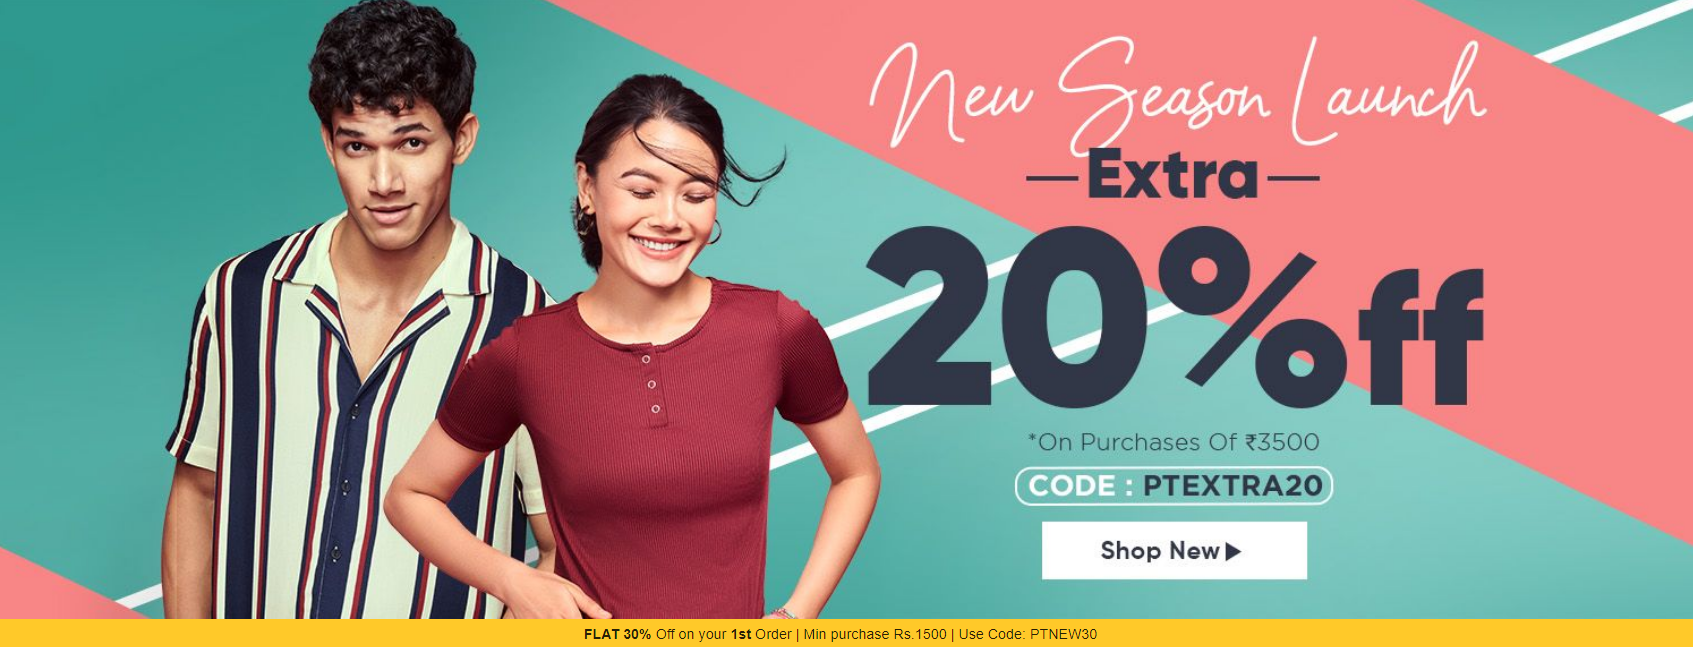 New Season Launch
Extra
20%ff
*On Purchases Of ₹3500
CODE : PTEXTRA20
Shop New
FLAT 30% Off on your 1st Order | Min purchase Rs.1500 | Use Code: PTNEW30